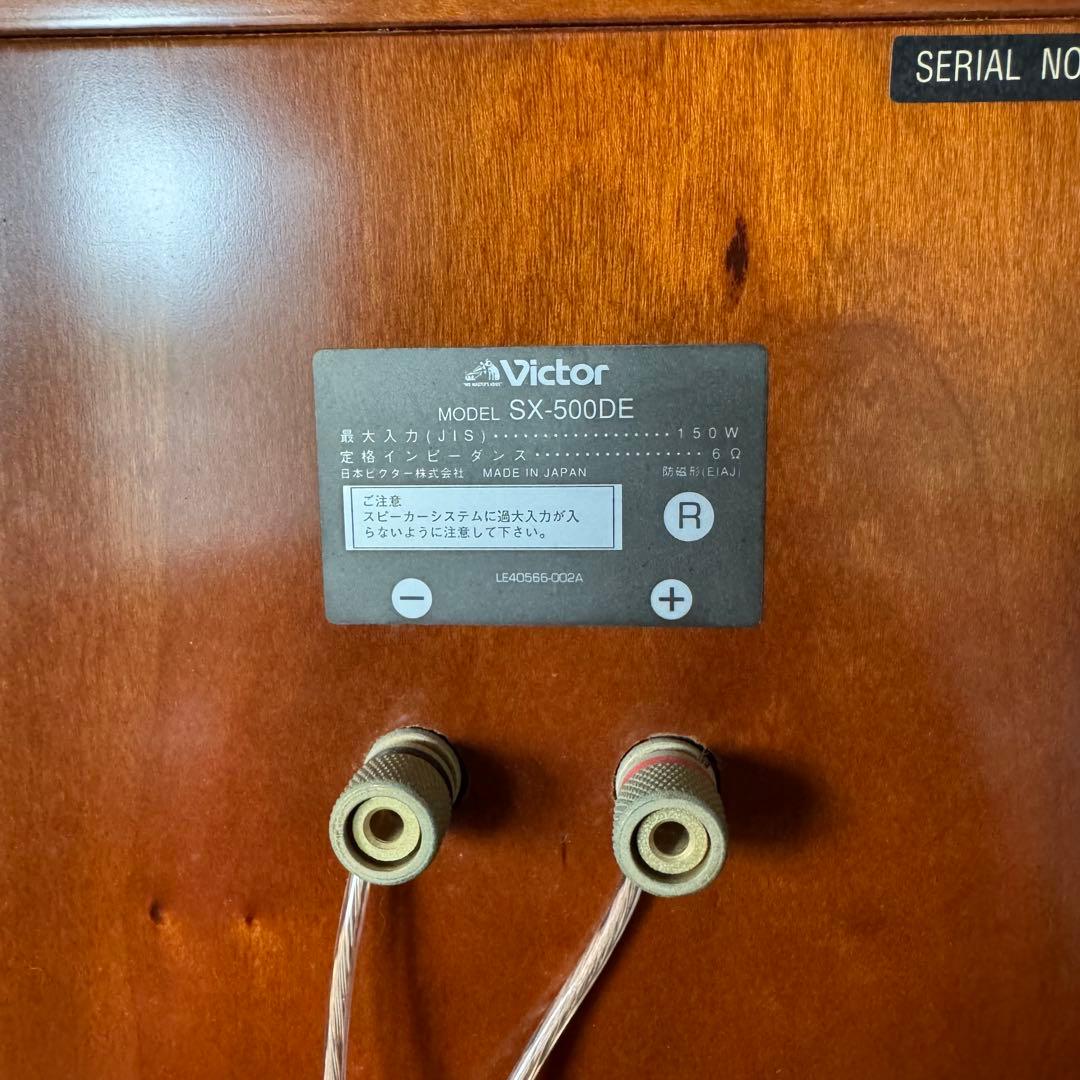 SERIAL NO
"HIS MASTER'S VOICE" Victor
MODEL SX-500DE
最大入力(JIS)··················150W
定格インピーダンス·················6Ω
日本ビクター株式会社 MADE IN JAPAN 防磁形(EIAJ)
ご注意
スピーカーシステムに過大入力が入
らないように注意して下さい。
R
LE40566-002A
− +